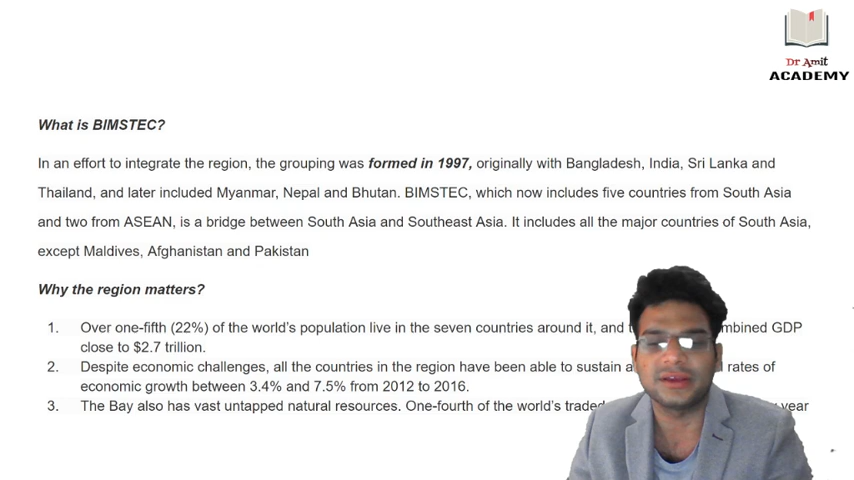 Dr Amit
ACADEMY
What is BIMSTEC?
In an effort to integrate the region, the grouping was formed in 1997, originally with Bangladesh, India, Sri Lanka and
Thailand, and later included Myanmar, Nepal and Bhutan. BIMSTEC, which now includes five countries from South Asia
and two from ASEAN, is a bridge between South Asia and Southeast Asia. It includes all the major countries of South Asia,
except Maldives, Afghanistan and Pakistan
Why the region matters?
1. Over one-fifth (22%) of the world's population live in the seven countries around it, and GDP
close to $2.7 trillion.
2. Despite economic challenges, all the countries in the region have been able to sustain rates of
economic growth between 3.4% and 7.5% from 2012 to 2016.
3. The Bay also has vast untapped natural resources. One-fourth of the world's traded year